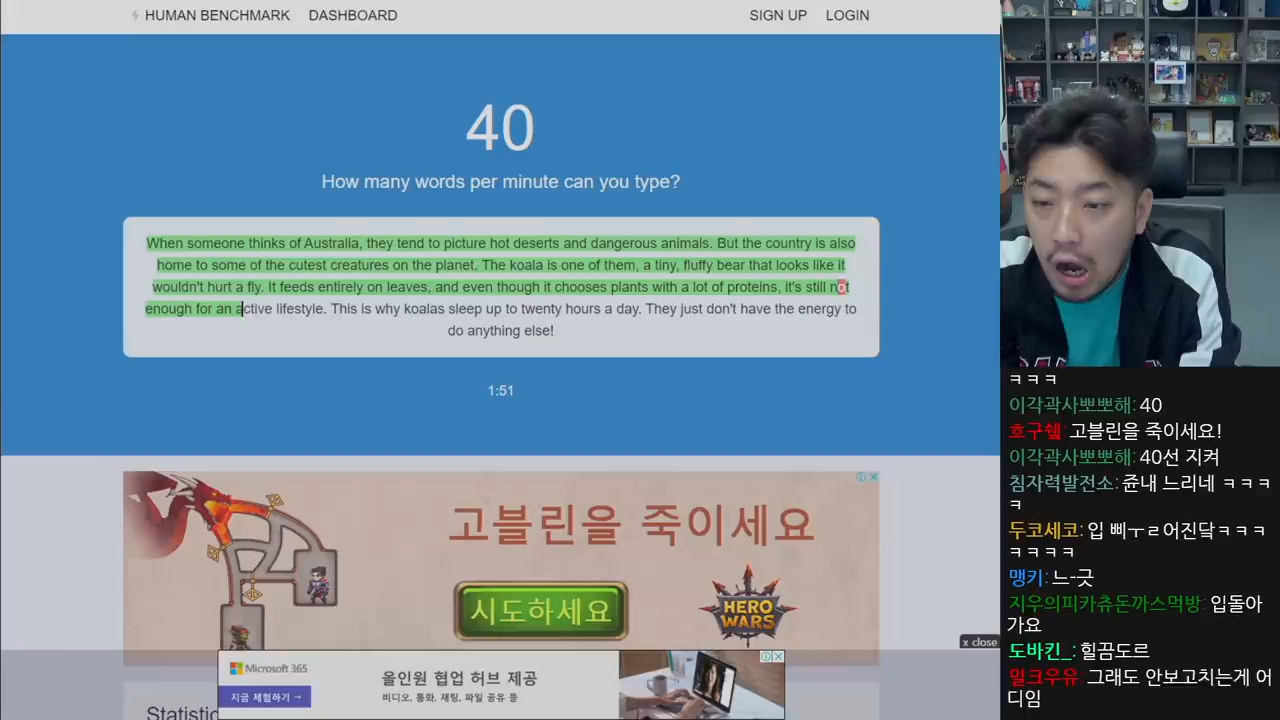 HUMAN BENCHMARK DASHBOARD SIGN UP LOGIN
40
How many words per minute can you type?
When someone thinks of Australia, they tend to picture hot deserts and dangerous animals. But the country is also
home to some of the cutest creatures on the planet. The koala is one of them, a tiny, fluffy bear that looks like it
wouldn't hurt a fly. It feeds entirely on leaves, and even though it chooses plants with a lot of proteins, it's still not
enough for an active lifestyle. This is why koalas sleep up to twenty hours a day. They just don't have the energy to
do anything else!
1:51
고블린을 죽이세요
시도하세요
HERO
WARS
x close
Microsoft 365
지금 체험하기 →
올인원 협업 허브 제공
비디오, 통화, 채팅, 파일 공유 등
Statistic
ㅋㅋㅋ
이각곽사뽀뽀해: 40
흐구쉨: 고블린을 죽이세요!
이각곽사뽀뽀해: 40선 지켜
침자력발전소: 쥰내 느리네 ㅋㅋㅋ
ㅋ
두코세코: 입 삐ㅜㄹ어진닼ㅋㅋㅋ
ㅋㅋㅋㅋ
맹키: 느-긋
지우의피카츄돈까스먹방: 입돌아
가요
도바킨_: 힐끔도르
밀크우유: 그래도 안보고치는게 어
디임